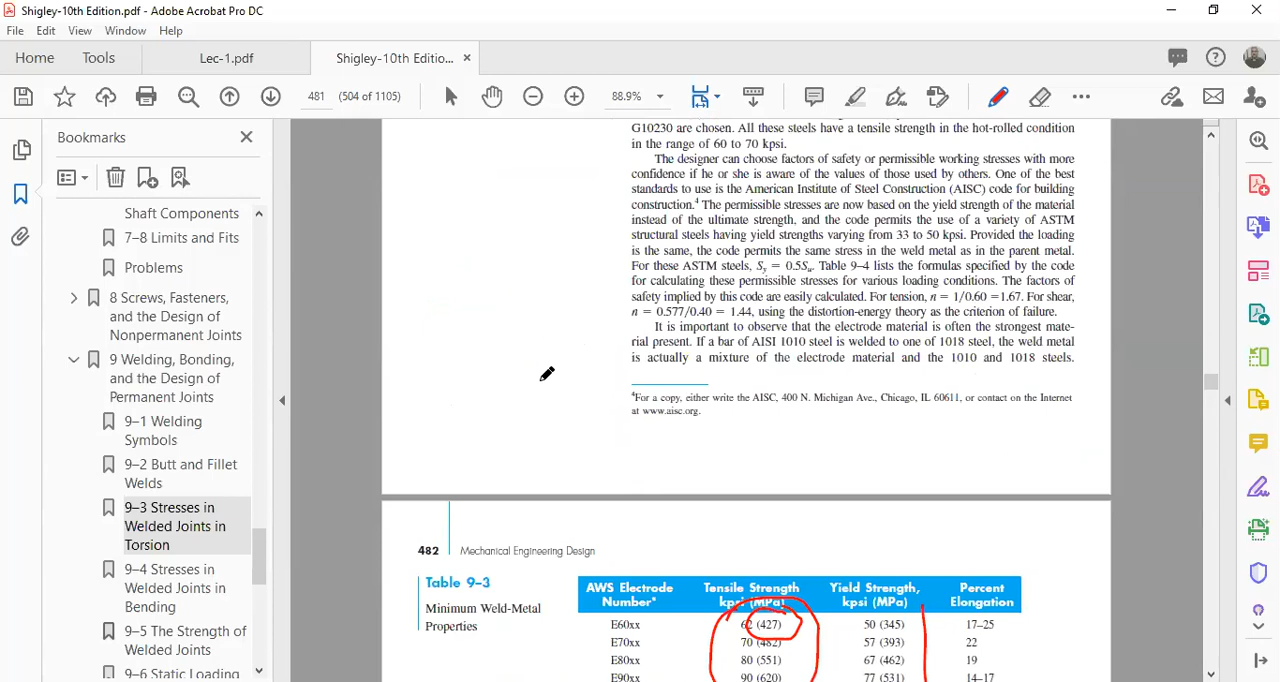 Shigley-10th Edition.pdf - Adobe Acrobat Pro DC
File Edit View Window Help
Home Tools Lec-1.pdf Shigley-10th Editio... ×
481 (504 of 1105) 88.9%
Bookmarks
Shaft Components
7–8 Limits and Fits
Problems
8 Screws, Fasteners,
and the Design of
Nonpermanent Joints
9 Welding, Bonding,
and the Design of
Permanent Joints
9–1 Welding
Symbols
9–2 Butt and Fillet
Welds
9–3 Stresses in
Welded Joints in
Torsion
9–4 Stresses in
Welded Joints in
Bending
9–5 The Strength of
Welded Joints
9–6 Static Loading
G10230 are chosen. All these steels have a tensile strength in the hot-rolled condition
in the range of 60 to 70 kpsi.
The designer can choose factors of safety or permissible working stresses with more
confidence if he or she is aware of the values of those used by others. One of the best
standards to use is the American Institute of Steel Construction (AISC) code for building
construction.⁴ The permissible stresses are now based on the yield strength of the material
instead of the ultimate strength, and the code permits the use of a variety of ASTM
structural steels having yield strengths varying from 33 to 50 kpsi. Provided the loading
is the same, the code permits the same stress in the weld metal as in the parent metal.
For these ASTM steels, Sy = 0.5Su. Table 9–4 lists the formulas specified by the code
for calculating these permissible stresses for various loading conditions. The factors of
safety implied by this code are easily calculated. For tension, n = 1/0.60 =1.67. For shear,
n = 0.577/0.40 = 1.44, using the distortion-energy theory as the criterion of failure.
It is important to observe that the electrode material is often the strongest mate-
rial present. If a bar of AISI 1010 steel is welded to one of 1018 steel, the weld metal
is actually a mixture of the electrode material and the 1010 and 1018 steels.
⁴For a copy, either write the AISC, 400 N. Michigan Ave., Chicago, IL 60611, or contact on the Internet
at www.aisc.org.
482 Mechanical Engineering Design
Table 9–3
Minimum Weld-Metal
Properties
AWS Electrode Tensile Strength Yield Strength, Percent
Number* kpsi (MPa) kpsi (MPa) Elongation
E60xx 62 (427) 50 (345) 17–25
E70xx 70 (482) 57 (393) 22
E80xx 80 (551) 67 (462) 19
E90xx 90 (620) 77 (531) 14–17